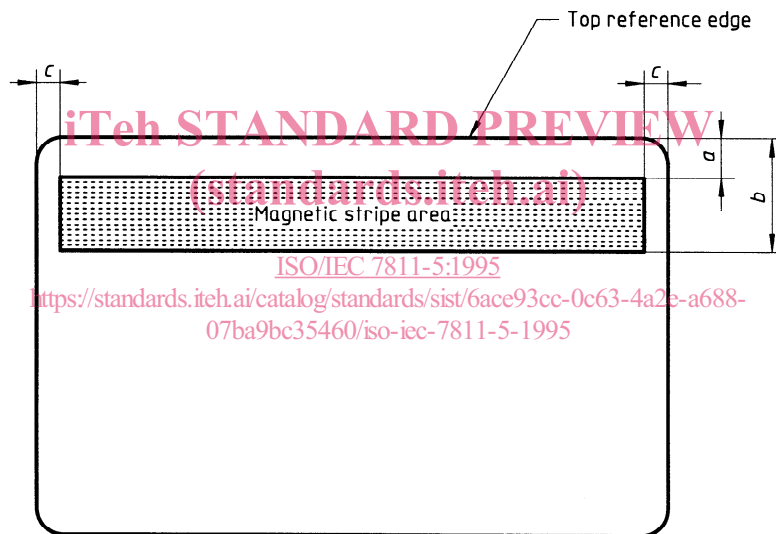 Top reference edge
c
c
iTeh STANDARD PREVIEW
a
(standards.iteh.ai)
b
Magnetic stripe area
ISO/IEC 7811-5:1995
https://standards.iteh.ai/catalog/standards/sist/6ace93cc-0c63-4a2e-a688-
07ba9bc35460/iso-iec-7811-5-1995